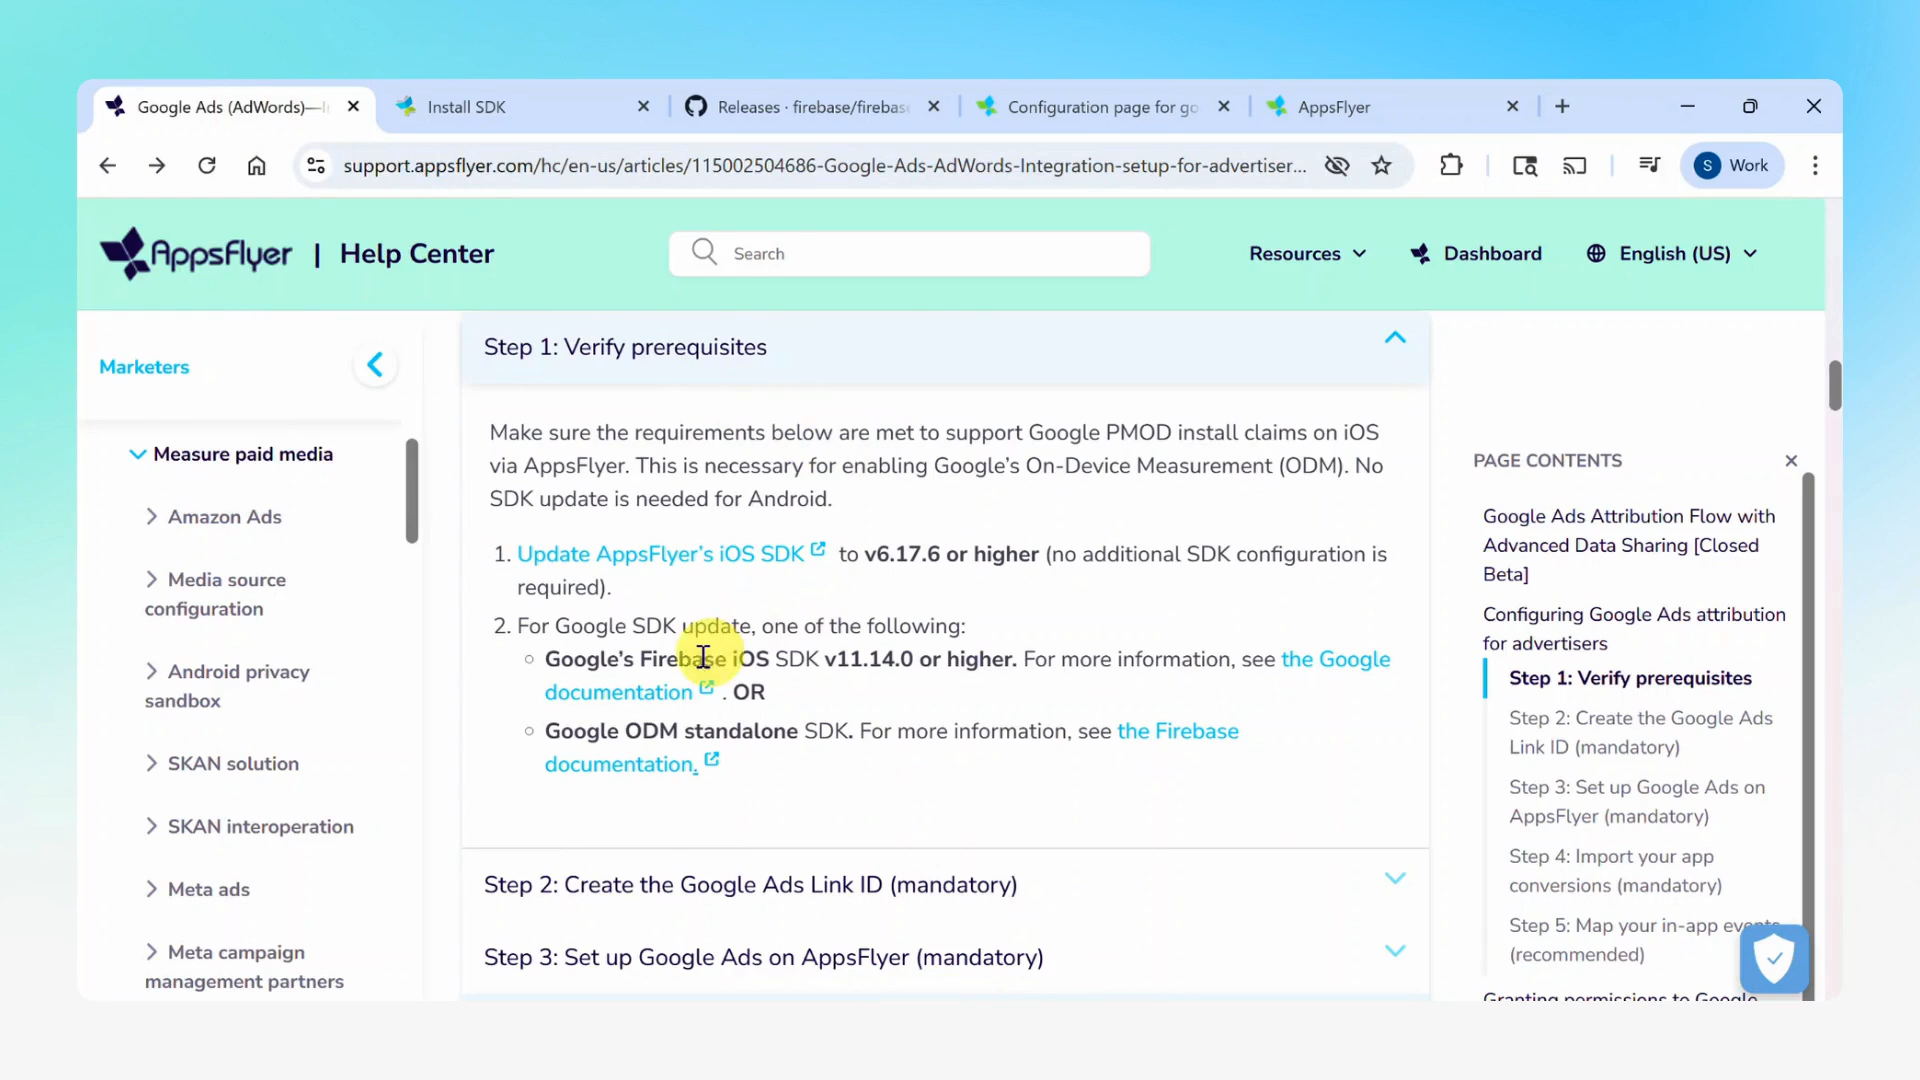 Google Ads (AdWords)—I
Install SDK
Releases · firebase/firebase
Configuration page for go
AppsFlyer
support.appsflyer.com/hc/en-us/articles/115002504686-Google-Ads-AdWords-Integration-setup-for-advertiser...
S Work
AppsFlyer | Help Center
Search
Resources
Dashboard
English (US)
Marketers
Measure paid media
Amazon Ads
Media source
configuration
Android privacy
sandbox
SKAN solution
SKAN interoperation
Meta ads
Meta campaign
management partners
Step 1: Verify prerequisites
Make sure the requirements below are met to support Google PMOD install claims on iOS
via AppsFlyer. This is necessary for enabling Google’s On-Device Measurement (ODM). No
SDK update is needed for Android.
1. Update AppsFlyer’s iOS SDK to v6.17.6 or higher (no additional SDK configuration is
required).
2. For Google SDK update, one of the following:
Google’s Firebase iOS SDK v11.14.0 or higher. For more information, see the Google
documentation . OR
Google ODM standalone SDK. For more information, see the Firebase
documentation.
Step 2: Create the Google Ads Link ID (mandatory)
Step 3: Set up Google Ads on AppsFlyer (mandatory)
PAGE CONTENTS
Google Ads Attribution Flow with
Advanced Data Sharing [Closed
Beta]
Configuring Google Ads attribution
for advertisers
Step 1: Verify prerequisites
Step 2: Create the Google Ads
Link ID (mandatory)
Step 3: Set up Google Ads on
AppsFlyer (mandatory)
Step 4: Import your app
conversions (mandatory)
Step 5: Map your in-app events
(recommended)
Granting permissions to Google